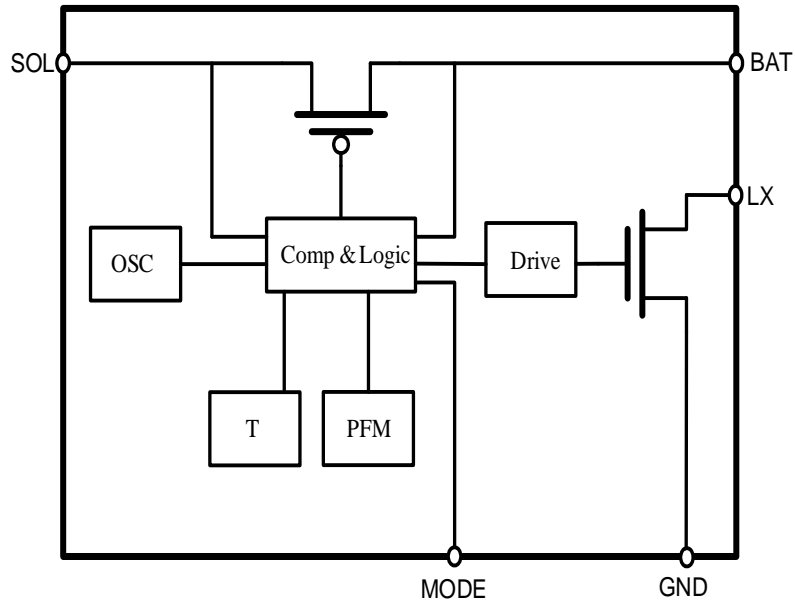 SOL
BAT
LX
OSC
Comp & Logic
Drive
T
PFM
MODE
GND